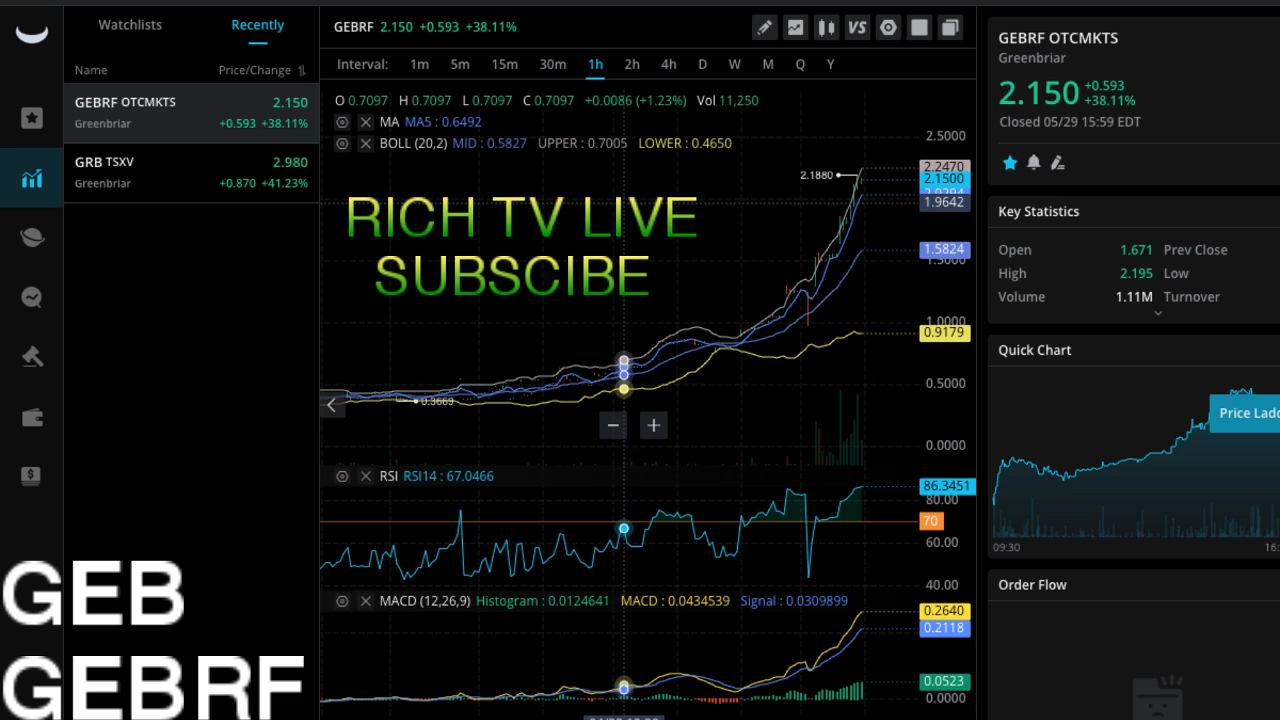 Watchlists Recently
Name Price/Change
GEBRF OTCMKTS 2.150
Greenbriar +0.593 +38.11%
GRB TSXV 2.980
Greenbriar +0.870 +41.23%
GEBRF 2.150 +0.593 +38.11%
VS
Interval: 1m 5m 15m 30m 1h 2h 4h D W M Q Y
O 0.7097 H 0.7097 L 0.7097 C 0.7097 +0.0086 (+1.23%) Vol 11,250
MA MA5 : 0.6492
BOLL (20,2) MID : 0.5827 UPPER : 0.7005 LOWER : 0.4650
2.5000
2.2470
2.1880
2.1500
1.9642
RICH TV LIVE
SUBSCIBE
1.5824
1.5000
1.0000
0.9179
0.5000
0.3669
0.0000
− +
RSI RSI14 : 67.0466
86.3451
80.00
70
60.00
40.00
MACD (12,26,9) Histogram : 0.0124641 MACD : 0.0434539 Signal : 0.0309899
0.2640
0.2118
0.0523
0.0000
GEB
GEBRF
GEBRF OTCMKTS
Greenbriar
2.150 +0.593
+38.11%
Closed 05/29 15:59 EDT
Key Statistics
Open 1.671 Prev Close
High 2.195 Low
Volume 1.11M Turnover
Quick Chart
Price Ladd
09:30 16:
Order Flow